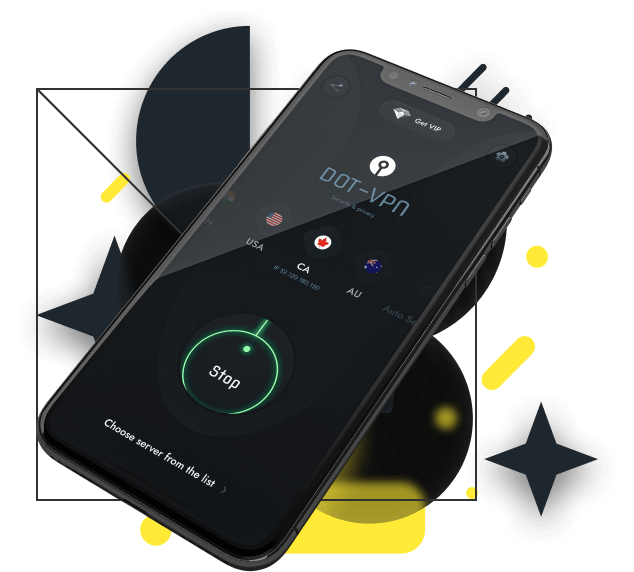 Get VIP
DOT-VPN
Security & privacy
USA
CA
IP 52.120.180.150
AU
Auto Se
Stop
Choose server from the list